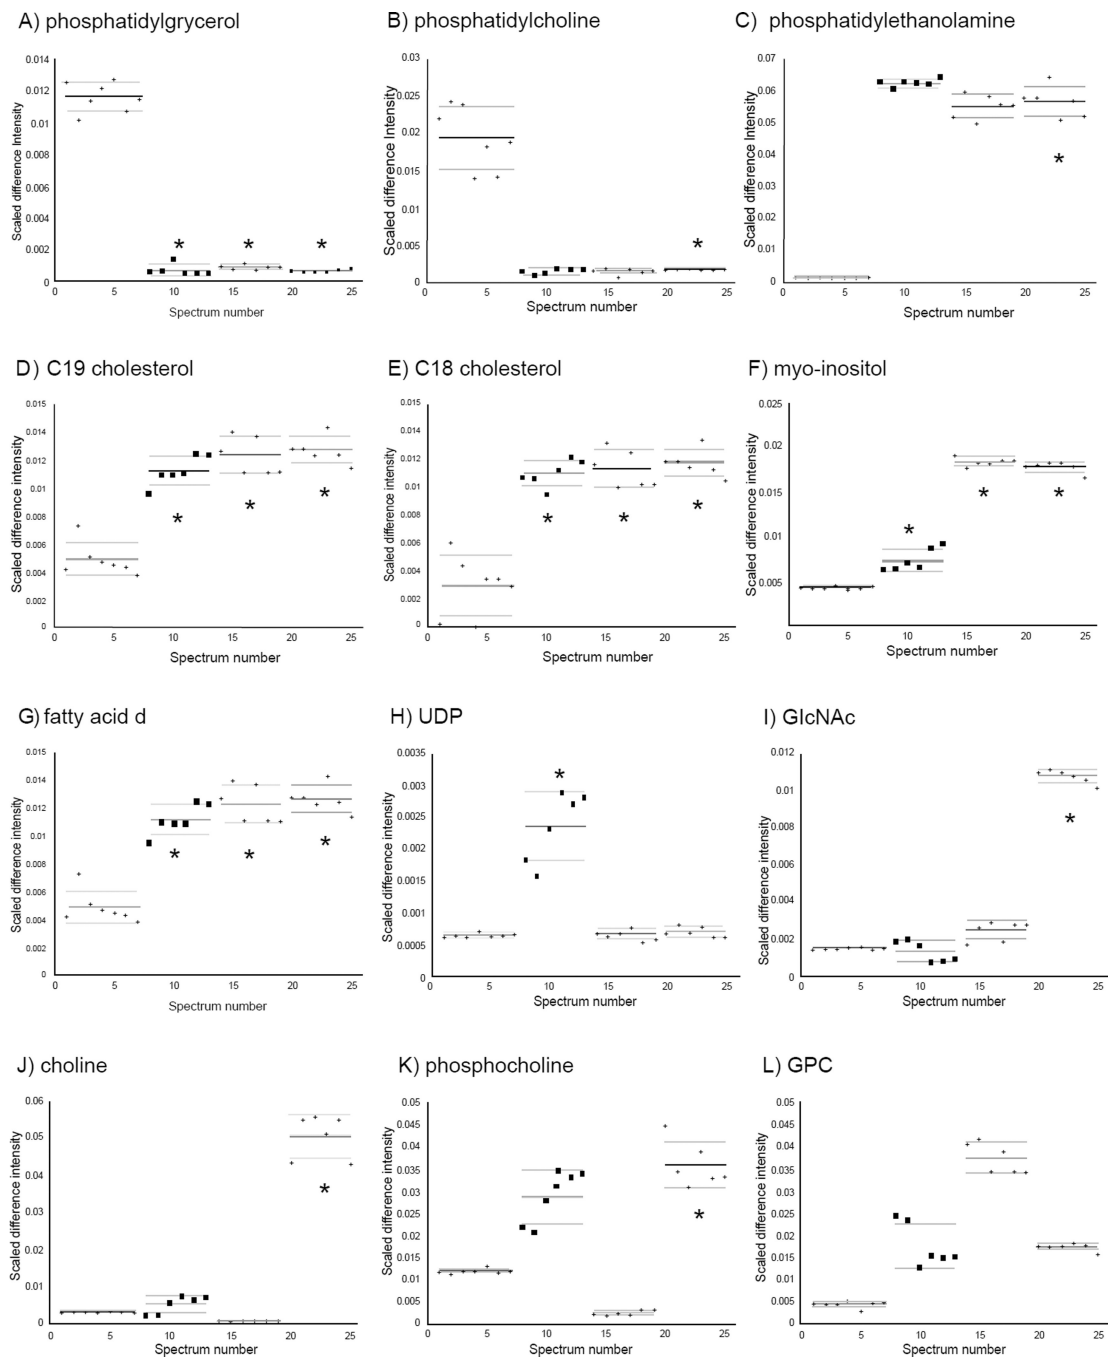 A) phosphatidylgrycerol
B) phosphatidylcholine
C) phosphatidylethanolamine
Scaled difference Intensity
0.014
0.012
0.01
0.008
0.006
0.004
0.002
0
* * *
0 5 10 15 20 25
Spectrum number
Scaled difference Intensity
0.03
0.025
0.02
0.015
0.01
0.005
0
*
0 5 10 15 20 25
Spectrum number
Scaled difference Intensity
0.07
0.06
0.05
0.04
0.03
0.02
0.01
0
*
0 5 10 15 20 25
Spectrum number
D) C19 cholesterol
E) C18 cholesterol
F) myo-inositol
Scaled difference intensity
0.015
0.014
0.012
0.01
0.006
0.004
0.002
0
* * *
0 5 10 15 20 25
Spectrum number
Scaled difference intensity
0.015
0.014
0.012
0.01
0.006
0.004
0.002
0
* * *
0 5 10 15 20 25
Spectrum number
Scaled difference intensity
0.025
0.02
0.015
0.01
0.005
* * *
0 5 10 15 20 25
Spectrum number
G) fatty acid d
H) UDP
I) GlcNAc
Scaled difference intensity
0.015
0.014
0.012
0.01
0.008
0.006
0.004
0.002
0
* * *
0 5 10 15 20 25
Spectrum number
Scaled difference intensity
0.0035
0.003
0.0025
0.002
0.0015
0.001
0.0005
0
*
0 5 10 15 20 25
Spectrum number
Scaled difference intensity
0.012
0.01
0.008
0.006
0.004
0.002
0
*
0 5 10 15 20 25
Spectrum number
J) choline
K) phosphocholine
L) GPC
Scaled difference intensity
0.06
0.05
0.04
0.03
0.02
0.01
0
*
0 5 10 15 20 25
Spectrum number
Scaled difference intensity
0.05
0.045
0.04
0.035
0.03
0.02
0.015
0.01
0.005
0
*
0 5 10 15 20 25
Spectrum number
Scaled difference intensity
0.05
0.045
0.04
0.035
0.03
0.025
0.02
0.015
0.01
0.005
0
0 5 10 15 20 25
Spectrum number